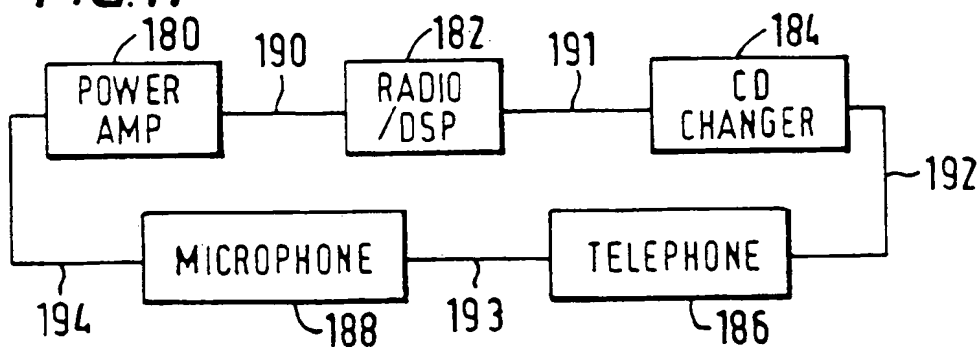 180
190
182
191
184
POWER
AMP
RADIO
/DSP
CD
CHANGER
192
MICROPHONE
TELEPHONE
194
188
193
186